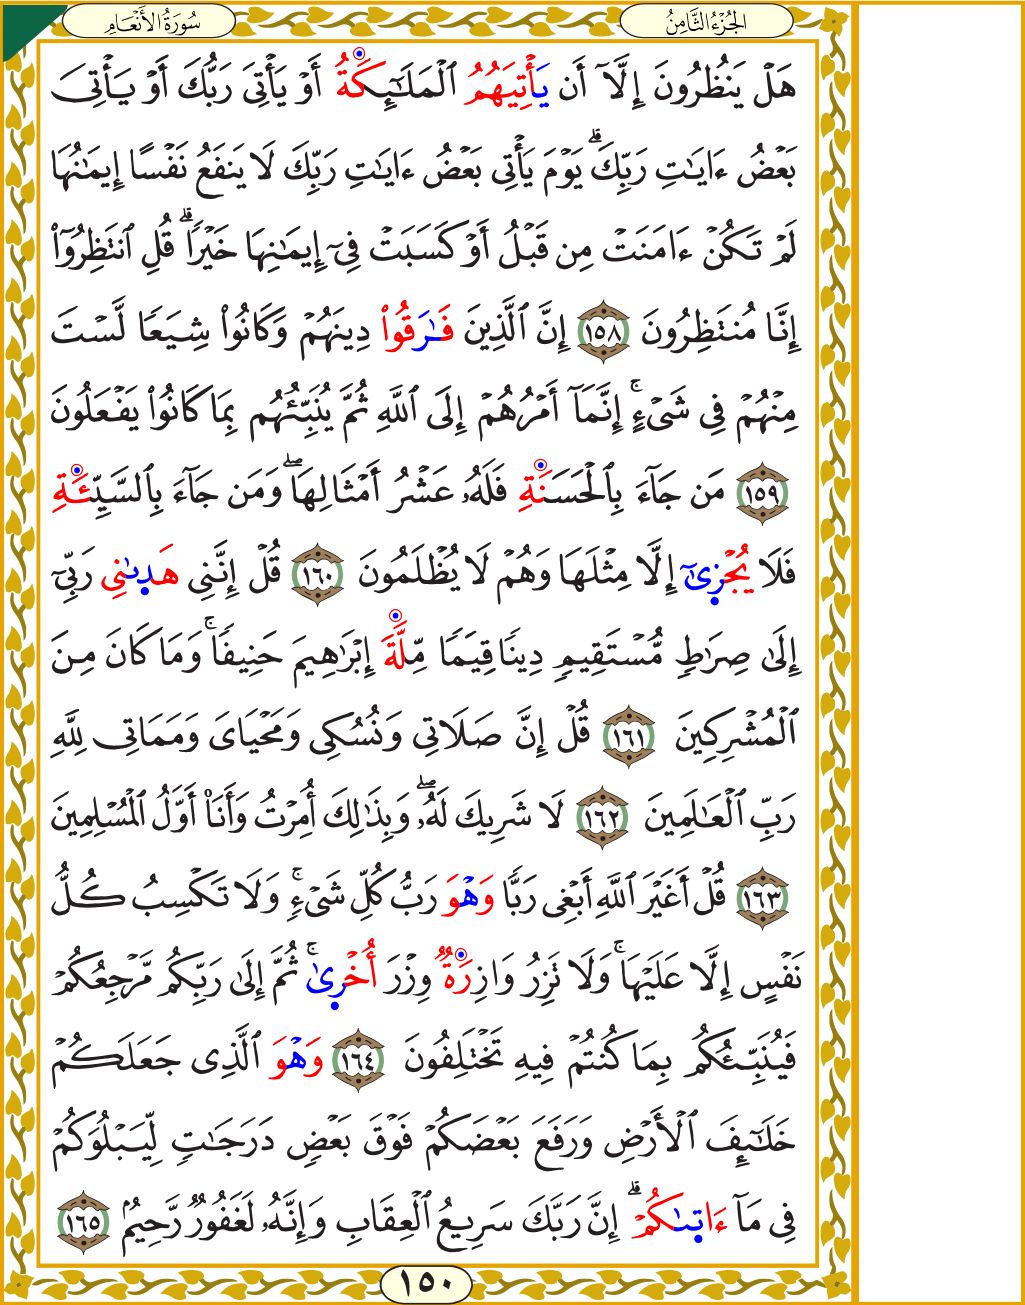 الجُزْءُ الثَّامِنُ
سُورَةُ الأَنْعَامِ
هَلْ يَنظُرُونَ إِلَّآ أَن يَأْتِيَهُمُ ٱلْمَلَـٰٓئِكَةُ أَوْ يَأْتِىَ رَبُّكَ أَوْ يَأْتِىَ
بَعْضُ ءَايَـٰتِ رَبِّكَ ۗ يَوْمَ يَأْتِى بَعْضُ ءَايَـٰتِ رَبِّكَ لَا يَنفَعُ نَفْسًا إِيمَـٰنُهَا
لَمْ تَكُنْ ءَامَنَتْ مِن قَبْلُ أَوْ كَسَبَتْ فِىٓ إِيمَـٰنِهَا خَيْرًا ۗ قُلِ ٱنتَظِرُوٓا۟
إِنَّا مُنتَظِرُونَ ١٥٨ إِنَّ ٱلَّذِينَ فَـٰرَقُوا۟ دِينَهُمْ وَكَانُوا۟ شِيَعًا لَّسْتَ
مِنْهُمْ فِى شَىْءٍ ۚ إِنَّمَآ أَمْرُهُمْ إِلَى ٱللَّهِ ثُمَّ يُنَبِّئُهُم بِمَا كَانُوا۟ يَفْعَلُونَ
١٥٩ مَن جَآءَ بِٱلْحَسَنَةِ فَلَهُۥ عَشْرُ أَمْثَالِهَا ۖ وَمَن جَآءَ بِٱلسَّيِّئَةِ
فَلَا يُجْزِىٰٓ إِلَّا مِثْلَهَا وَهُمْ لَا يُظْلَمُونَ ١٦٠ قُلْ إِنَّنِى هَدِىٰنِى رَبِّىٓ
إِلَىٰ صِرَٰطٍ مُّسْتَقِيمٍ دِينًا قِيَمًا مِّلَّةَ إِبْرَٰهِيمَ حَنِيفًا ۚ وَمَا كَانَ مِنَ
ٱلْمُشْرِكِينَ ١٦١ قُلْ إِنَّ صَلَاتِى وَنُسُكِى وَمَحْيَاىَ وَمَمَاتِى لِلَّهِ
رَبِّ ٱلْعَـٰلَمِينَ ١٦٢ لَا شَرِيكَ لَهُۥ ۖ وَبِذَٰلِكَ أُمِرْتُ وَأَنَا۠ أَوَّلُ ٱلْمُسْلِمِينَ
١٦٣ قُلْ أَغَيْرَ ٱللَّهِ أَبْغِى رَبًّا وَهْوَ رَبُّ كُلِّ شَىْءٍ ۚ وَلَا تَكْسِبُ كُلُّ
نَفْسٍ إِلَّا عَلَيْهَا ۚ وَلَا تَزِرُ وَازِرَةٌ وِزْرَ أُخْرِىٰ ۚ ثُمَّ إِلَىٰ رَبِّكُم مَّرْجِعُكُمْ
فَيُنَبِّئُكُم بِمَا كُنتُمْ فِيهِ تَخْتَلِفُونَ ١٦٤ وَهْوَ ٱلَّذِى جَعَلَكُمْ
خَلَـٰٓئِفَ ٱلْأَرْضِ وَرَفَعَ بَعْضَكُمْ فَوْقَ بَعْضٍ دَرَجَـٰتٍ لِّيَبْلُوَكُمْ
فِى مَآ ءَاتِىٰكُمْ ۗ إِنَّ رَبَّكَ سَرِيعُ ٱلْعِقَابِ وَإِنَّهُۥ لَغَفُورٌ رَّحِيمٌۢ ١٦٥
١٥٠